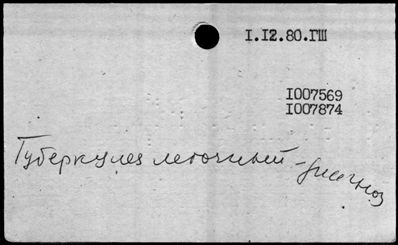 I.I2.80.ГШ
I007569
I007874
Туберкулез легочный - диагноз